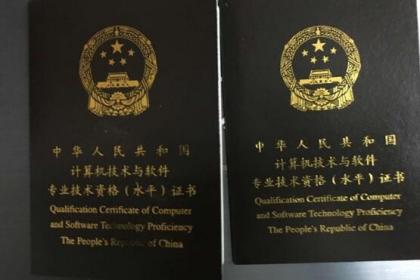 中华人民共和国
计算机技术与软件
专业技术资格（水平）证书
Qualification Certificate of Computer
and Software Technology Proficiency
The People's Republic of China
中华人民共和国
计算机技术与软件
专业技术资格（水平）证书
Qualification Certificate of Computer
and Software Technology Proficiency
The People's Republic of China